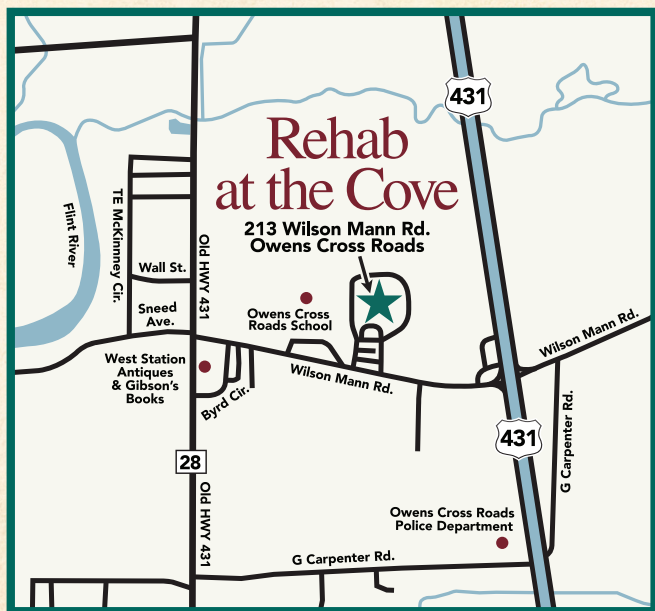 431
Rehab
at the Cove
213 Wilson Mann Rd.
Owens Cross Roads
Flint River
TE McKinnney Cir.
Old HWY 431
Wall St.
Sneed
Ave.
Owens Cross
Roads School
Wilson Mann Rd.
West Station
Antiques
& Gibson's
Books
Byrd Cir.
Wilson Mann Rd.
431
G Carpenter Rd.
28
Old HWY 431
Owens Cross Roads
Police Department
G Carpenter Rd.